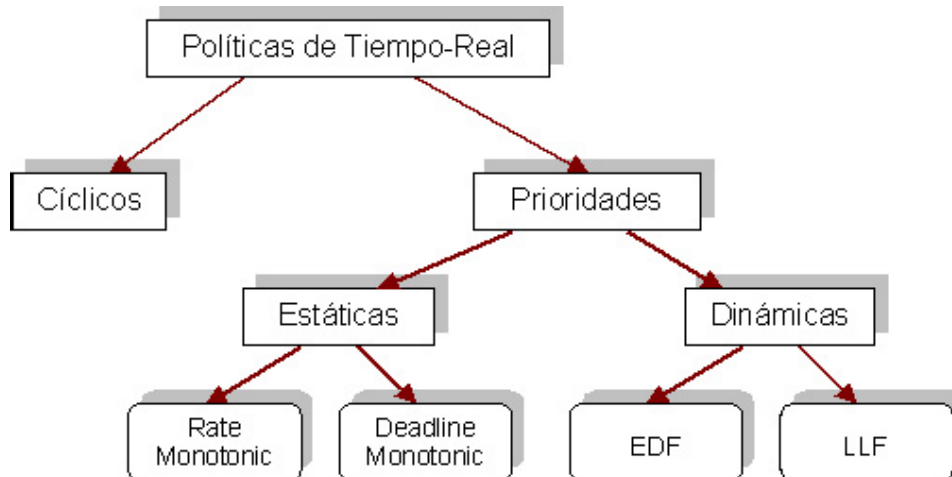 Políticas de Tiempo-Real
Cíclicos
Prioridades
Estáticas
Dinámicas
Rate
Monotonic
Deadline
Monotonic
EDF
LLF